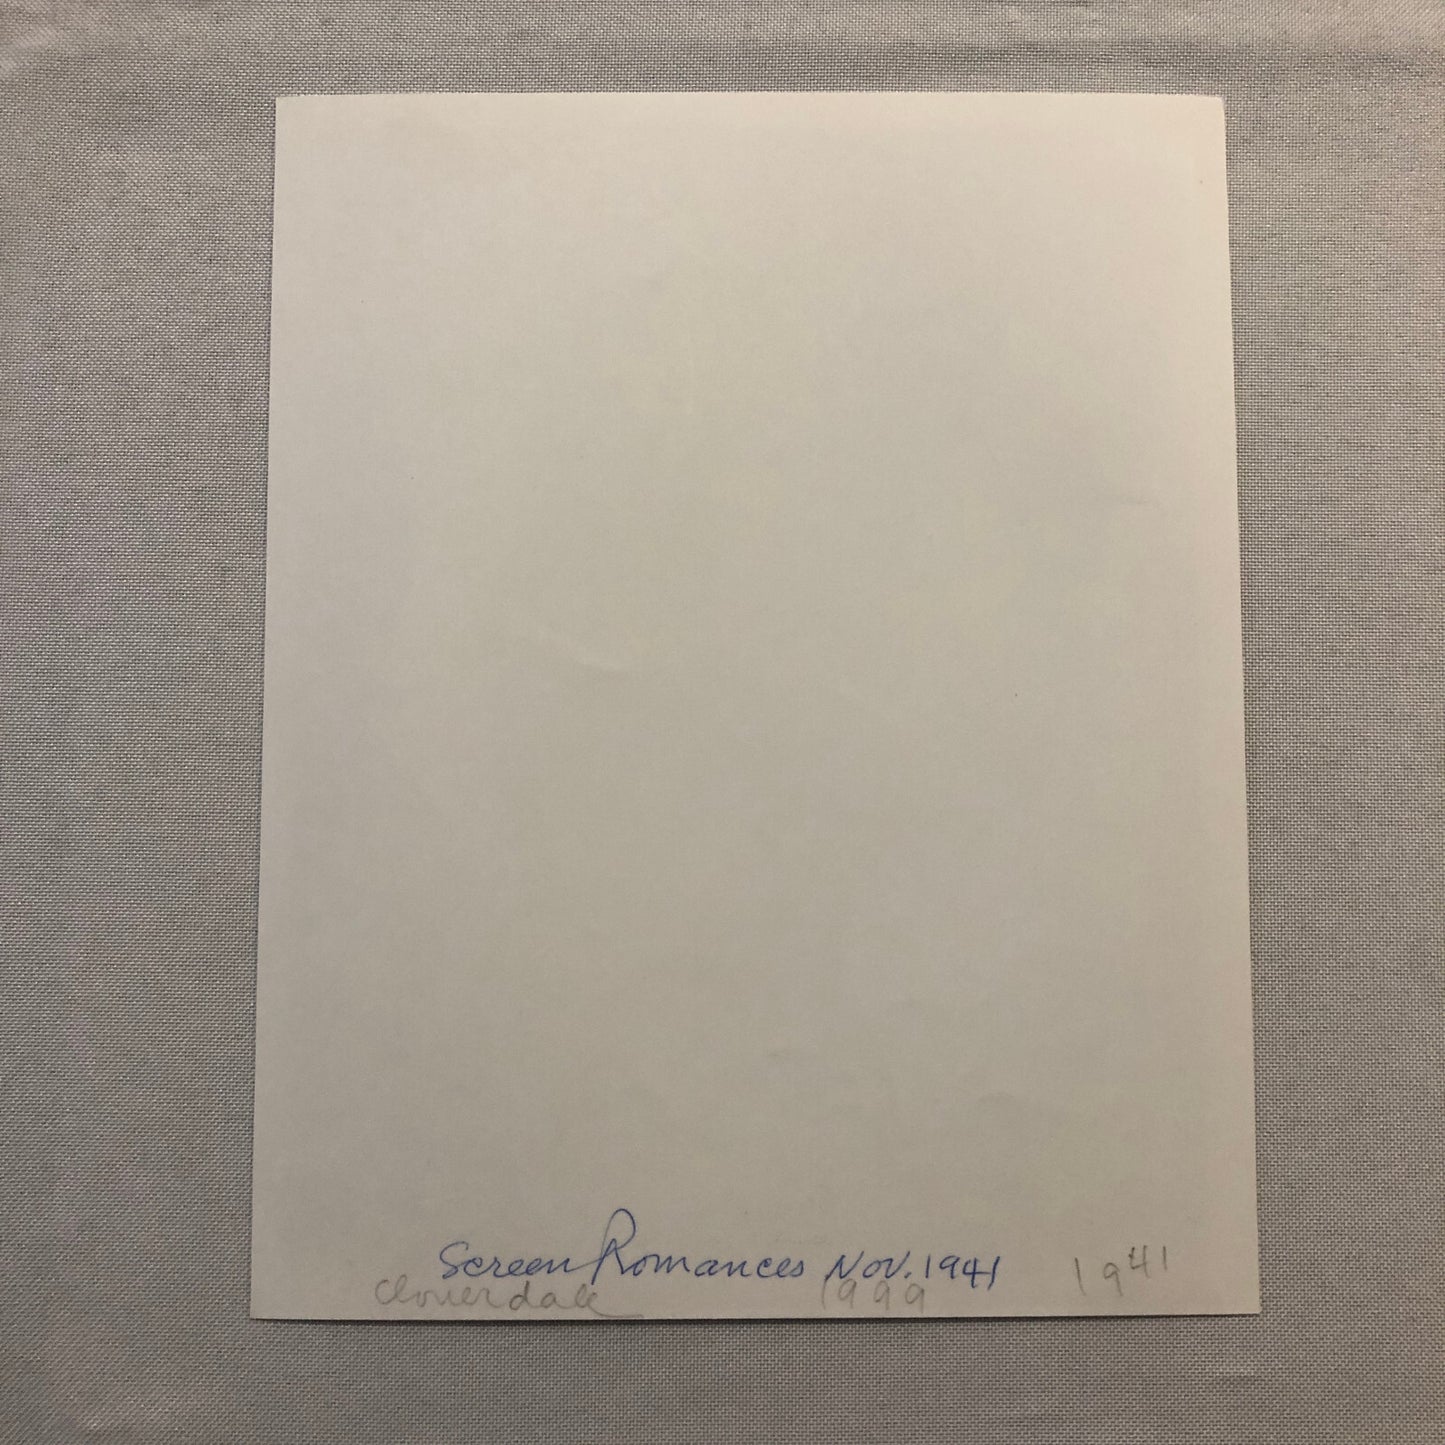 Screen Romances Nov. 1941
Cloverdale 1999 1941